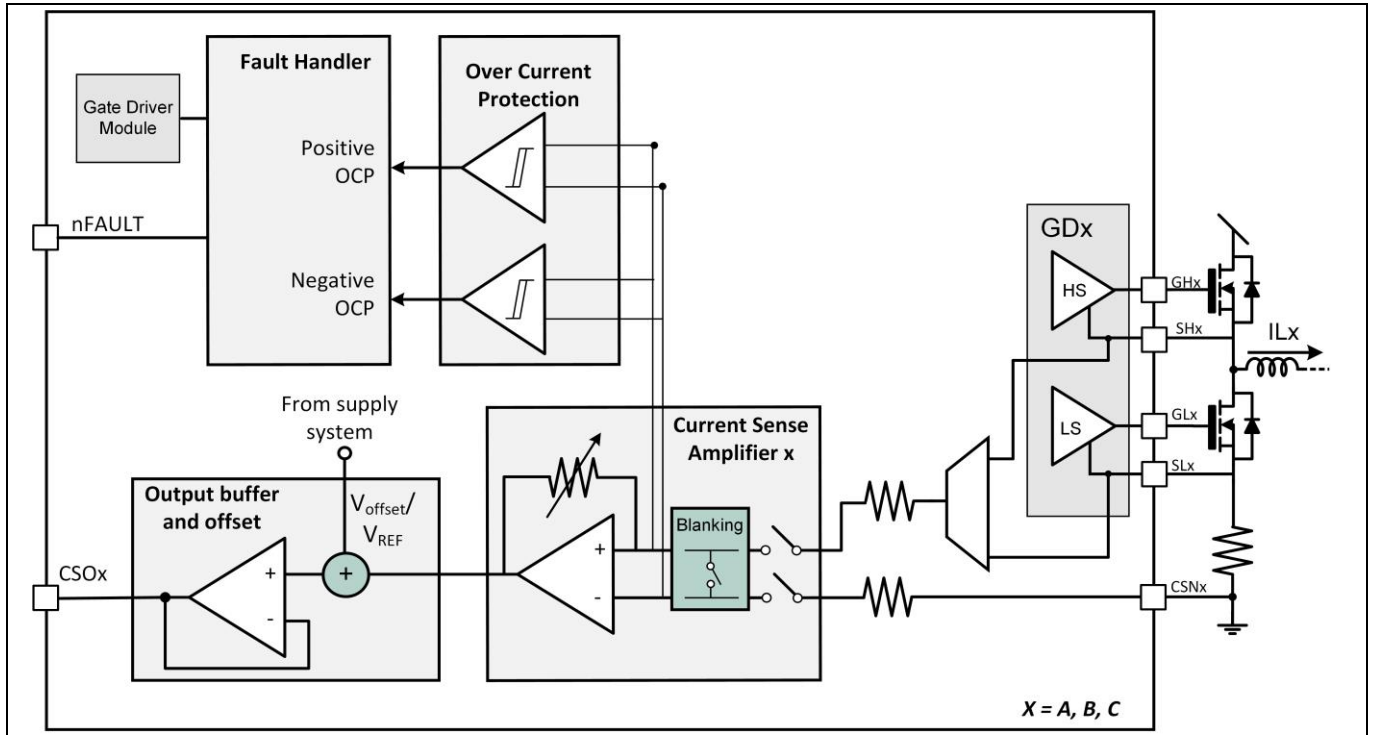 Fault Handler
Over Current
Protection
Gate Driver
Module
Positive
OCP
nFAULT
Negative
OCP
GDx
HS
GHx
SHx
ILx
LS
GLx
SLx
From supply
system
Current Sense
Amplifier x
Output buffer
and offset
Voffset/
VREF
Blanking
+
-
+
+
-
CSOx
CSNx
X = A, B, C